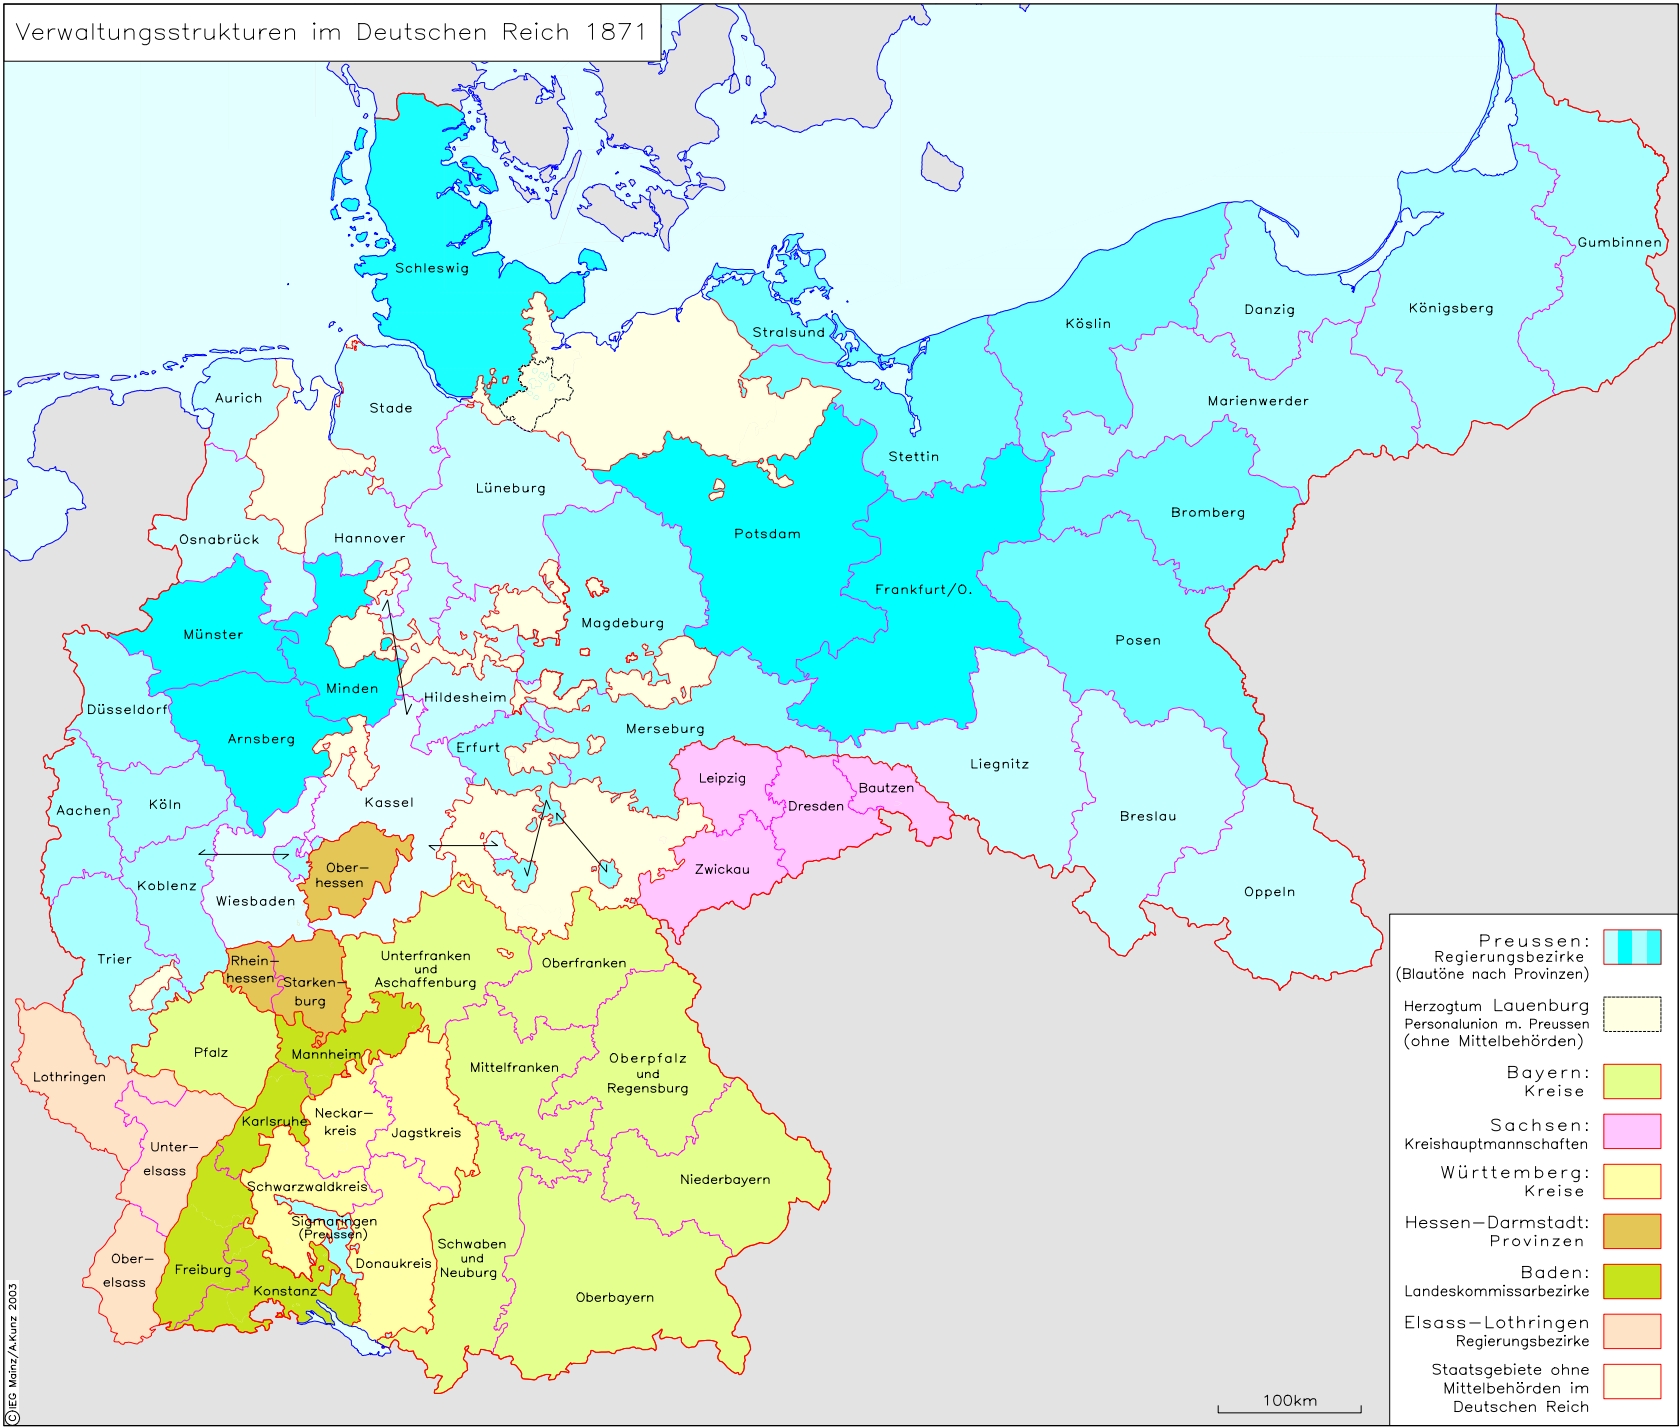 Verwaltungsstrukturen im Deutschen Reich 1871
Schleswig
Gumbinnen
Königsberg
Danzig
Köslin
Stralsund
Marienwerder
Aurich
Stade
Stettin
Lüneburg
Bromberg
Potsdam
Osnabrück
Hannover
Frankfurt/O.
Magdeburg
Münster
Posen
Minden
Hildesheim
Düsseldorf
Merseburg
Arnsberg
Erfurt
Liegnitz
Leipzig
Bautzen
Dresden
Kassel
Köln
Aachen
Breslau
Zwickau
Ober-
hessen
Koblenz
Oppeln
Wiesbaden
Trier
Rhein-
hessen
Starken-
burg
Unterfranken
und
Aschaffenburg
Oberfranken
Pfalz
Mannheim
Mittelfranken
Oberpfalz
und
Regensburg
Lothringen
Karlsruhe
Neckar-
kreis
Jagstkreis
Unter-
elsass
Schwarzwaldkreis
Niederbayern
Sigmaringen
(Preussen)
Ober-
elsass
Freiburg
Donaukreis
Schwaben
und
Neuburg
Konstanz
Oberbayern
Preussen:
Regierungsbezirke
(Blautöne nach Provinzen)
Herzogtum Lauenburg
Personalunion m. Preussen
(ohne Mittelbehörden)
Bayern:
Kreise
Sachsen:
Kreishauptmannschaften
Württemberg:
Kreise
Hessen-Darmstadt:
Provinzen
Baden:
Landeskommissarbezirke
Elsass-Lothringen
Regierungsbezirke
Staatsgebiete ohne
Mittelbehörden im
Deutschen Reich
100km
©IEG Mainz/A.Kunz 2003